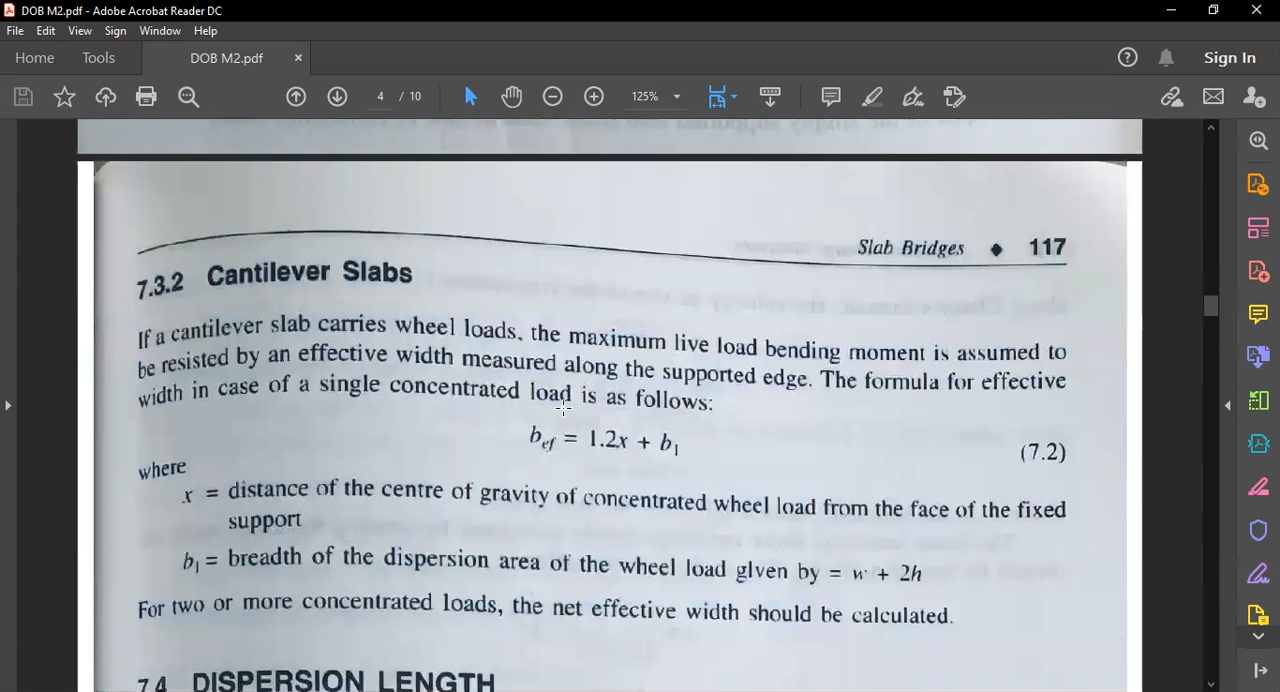 DOB M2.pdf - Adobe Acrobat Reader DC
File Edit View Sign Window Help
Home Tools DOB M2.pdf × Sign In
4 / 10 125%
Slab Bridges ◆ 117
7.3.2 Cantilever Slabs
If a cantilever slab carries wheel loads, the maximum live load bending moment is assumed to
be resisted by an effective width measured along the supported edge. The formula for effective
width in case of a single concentrated load is as follows:
b_ef = 1.2x + b_1 (7.2)
where
x = distance of the centre of gravity of concentrated wheel load from the face of the fixed
support
b_1 = breadth of the dispersion area of the wheel load given by = w + 2h
For two or more concentrated loads, the net effective width should be calculated.
7.4 DISPERSION LENGTH